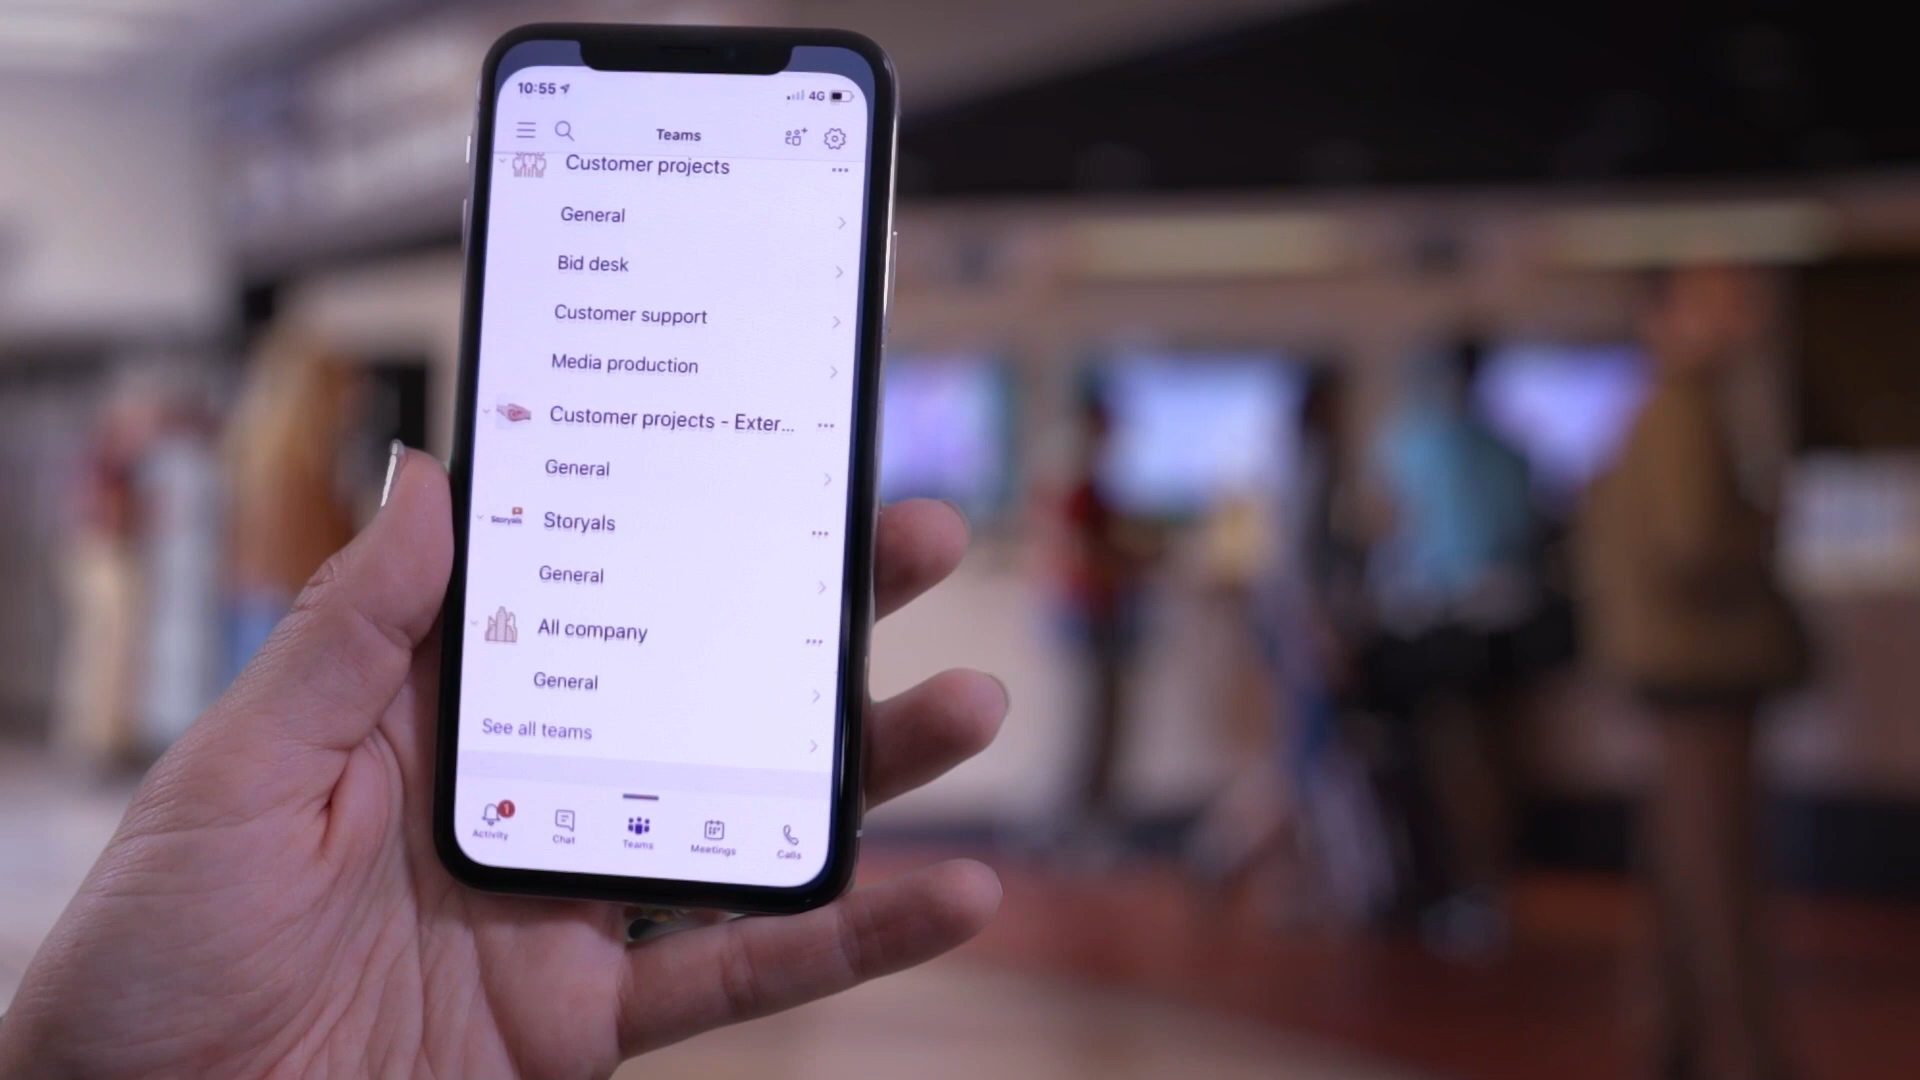 10:55
4G
Teams
Customer projects
General
Bid desk
Customer support
Media production
Customer projects - Exter...
General
Storyals
Storyals
General
All company
General
See all teams
1
Activity
Chat
Teams
Meetings
Calls